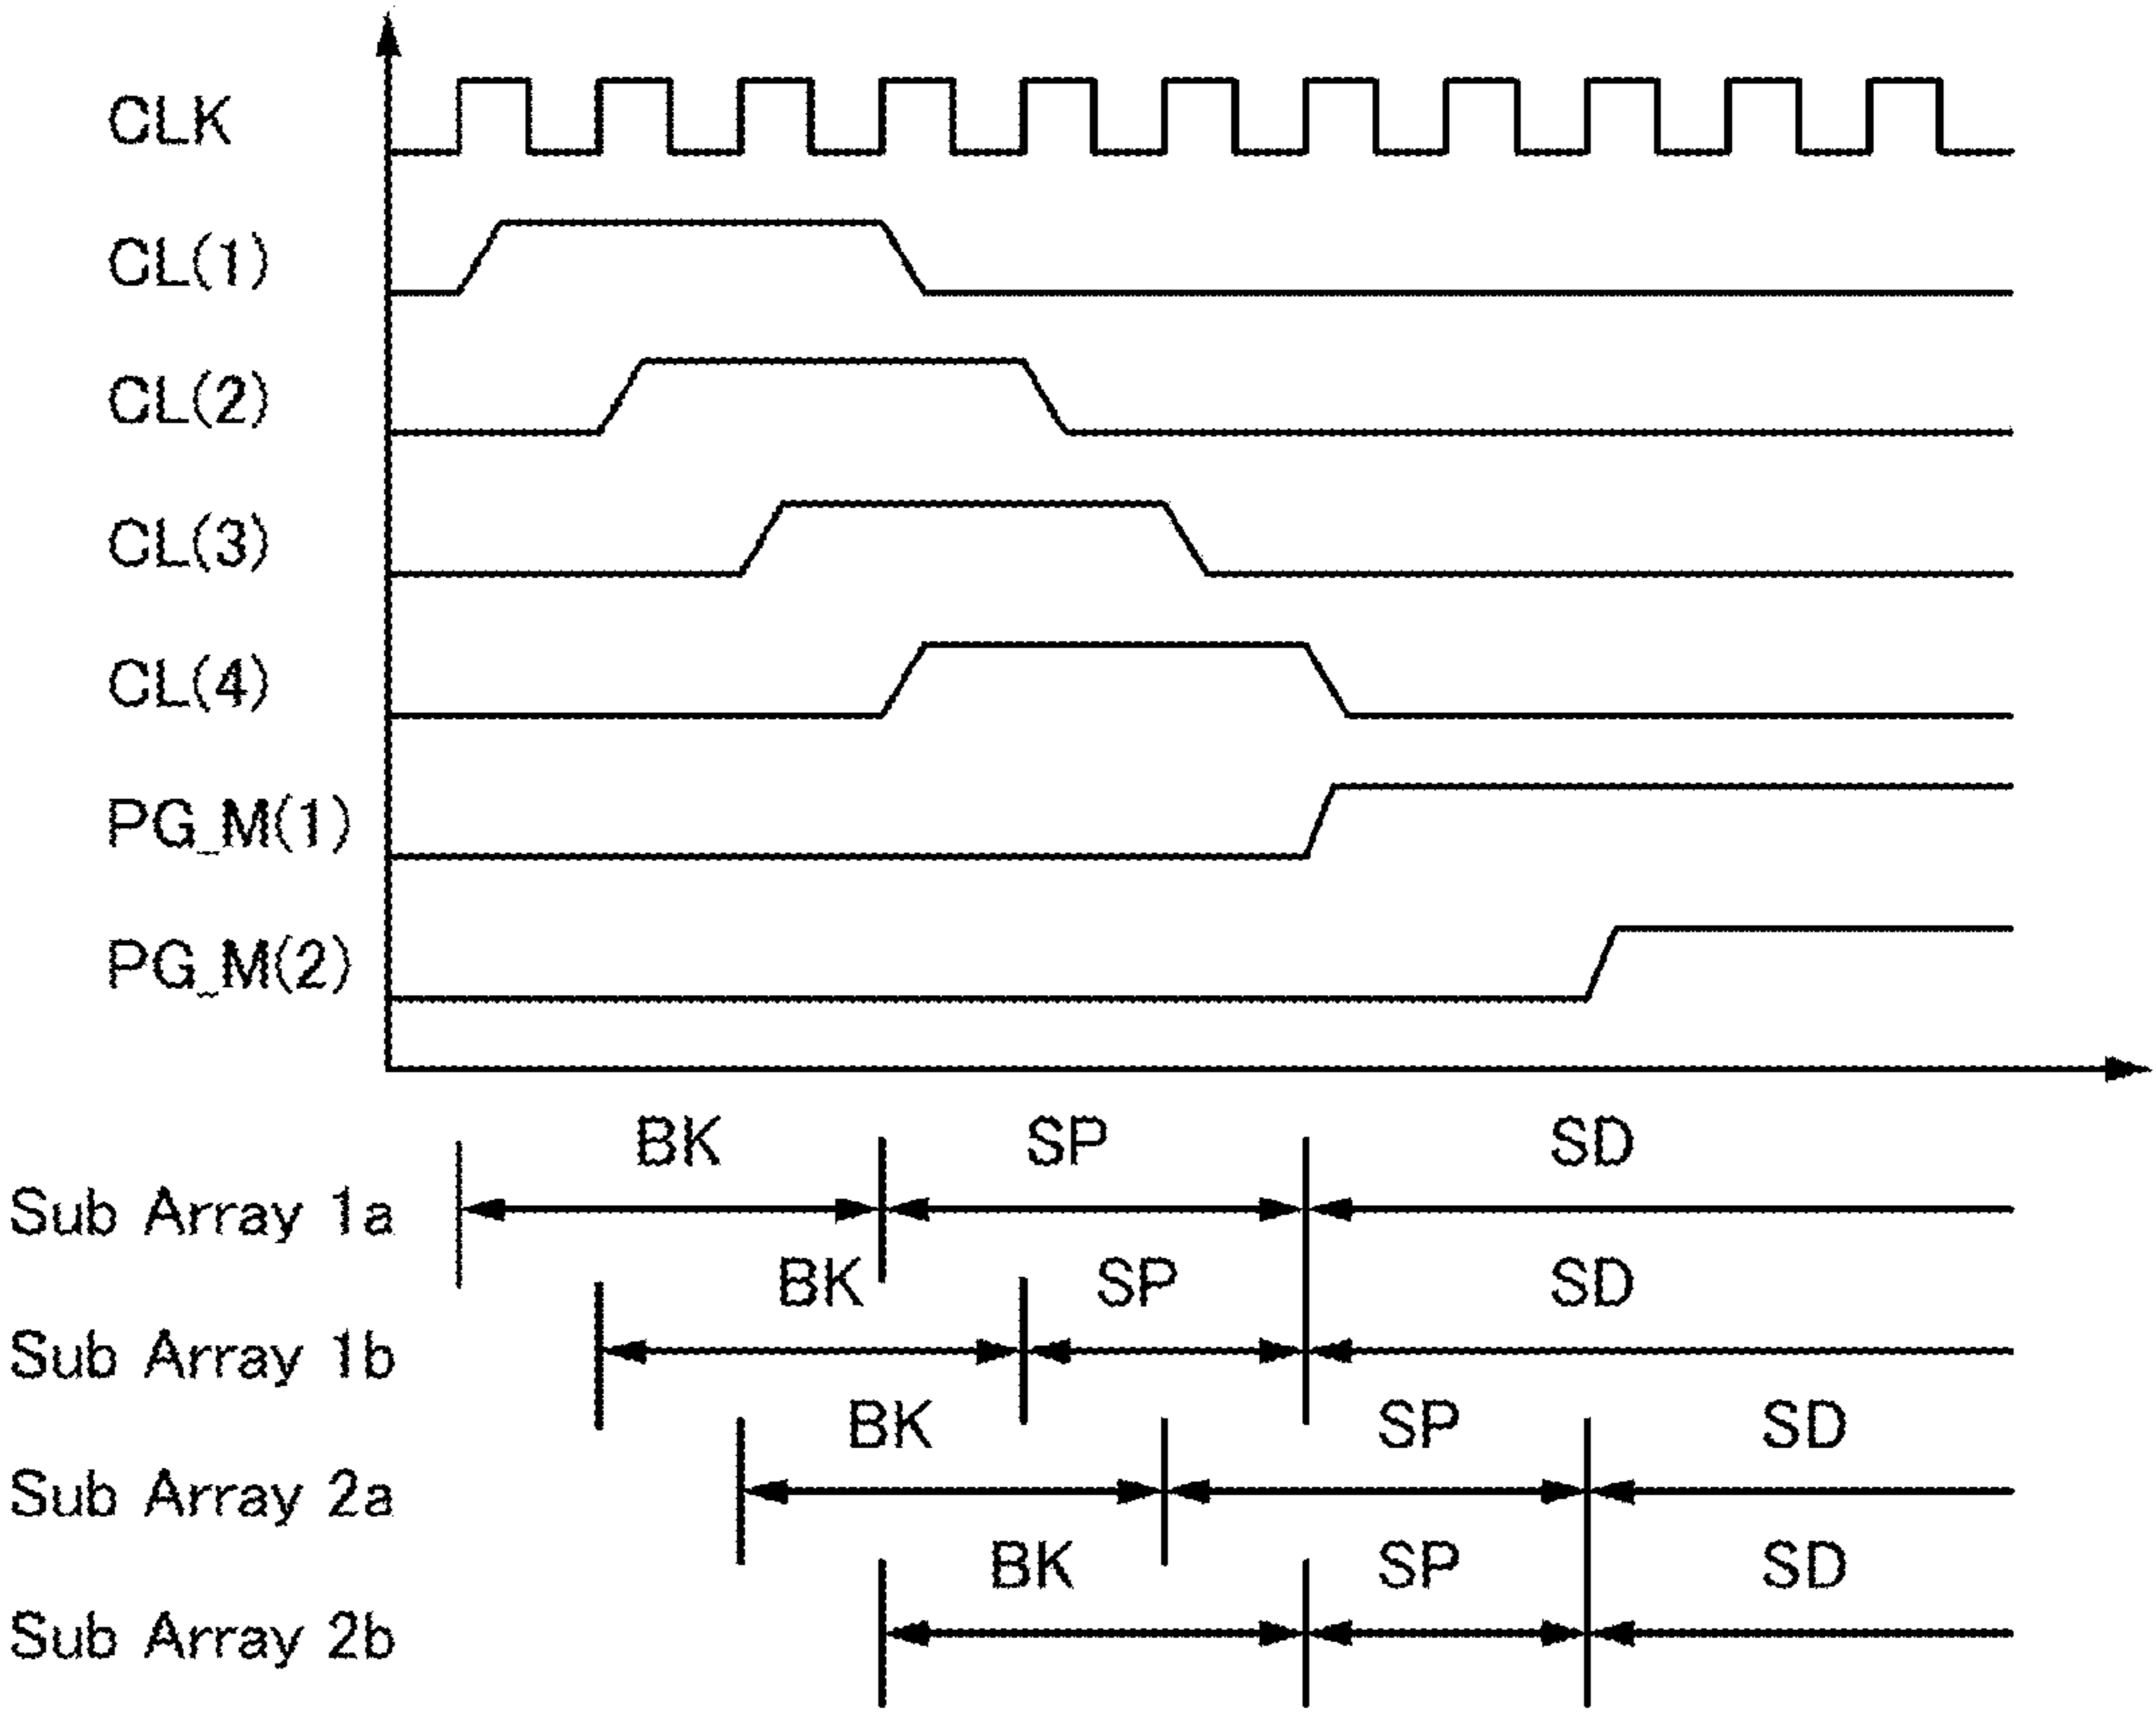 CLK
CL(1)
CL(2)
CL(3)
CL(4)
PG_M(1)
PG_M(2)
BK SP SD
Sub Array 1a
BK SP SD
Sub Array 1b
BK SP SD
Sub Array 2a
BK SP SD
Sub Array 2b